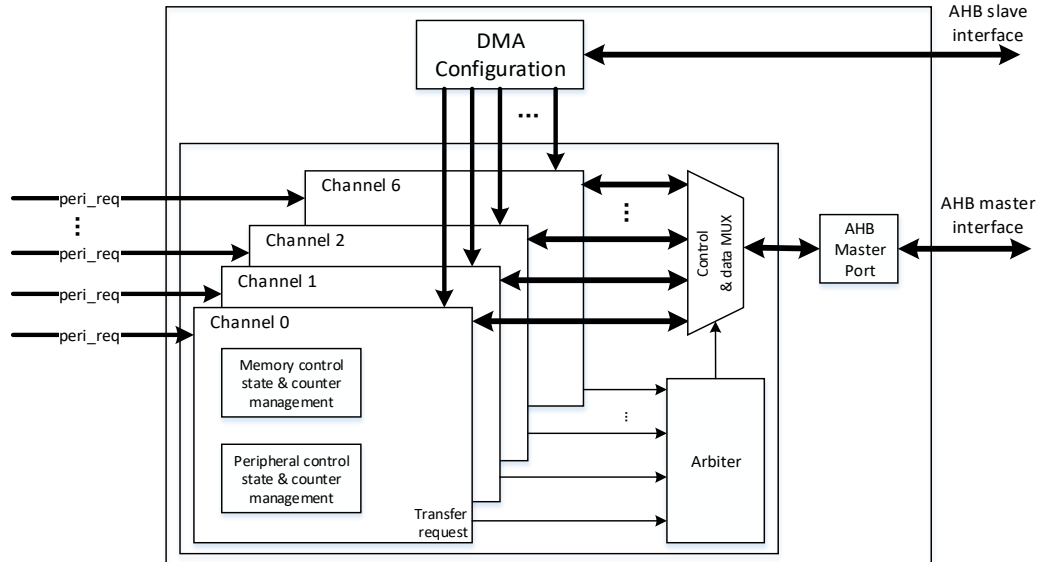 AHB slave
interface
DMA
Configuration
...
Channel 6
peri_req
...
...
Channel 2
peri_req
Channel 1
peri_req
Channel 0
peri_req
Control
& data MUX
AHB
Master
Port
AHB master
interface
Memory control
state & counter
management
...
Peripheral control
state & counter
management
Arbiter
Transfer
request